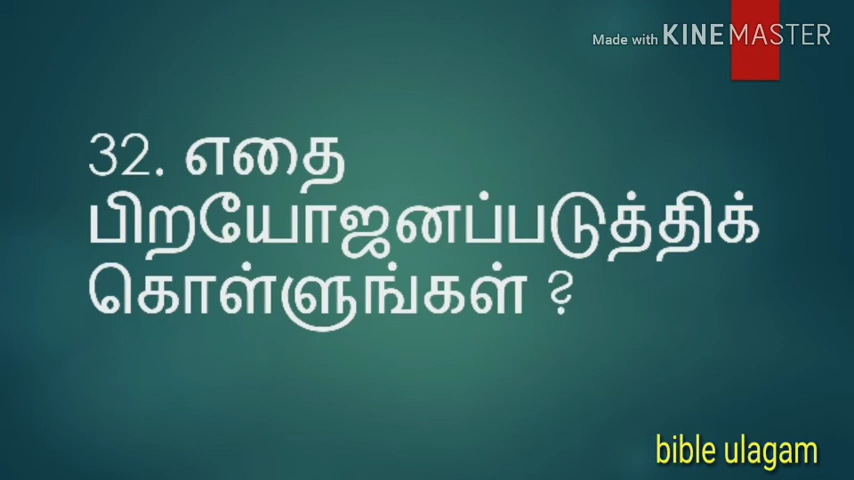 Made with KINEMASTER
32. எதை
பிறயோஜனப்படுத்திக்
கொள்ளுங்கள் ?
bible ulagam